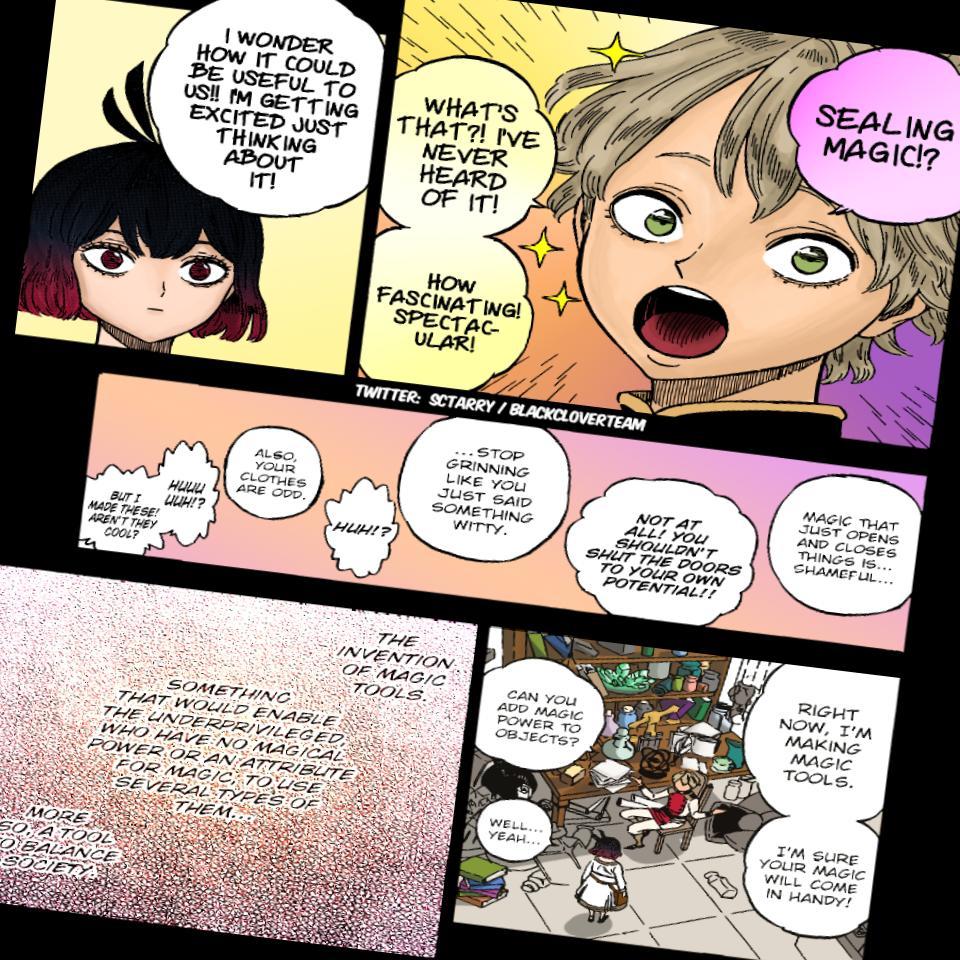 SEALING
MAGIC!?
WHAT'S
THAT?! I'VE
NEVER
HEARD
OF IT!
HOW
FASCINATING!
SPECTAC-
ULAR!
I WONDER
HOW IT COULD
BE USEFUL TO
US!! I'M GETTING
EXCITED JUST
THINKING
ABOUT
IT!
TWITTER: SCTARRY / BLACKCLOVERTEAM
MAGIC THAT
JUST OPENS
AND CLOSES
THINGS IS...
SHAMEFUL...
NOT AT
ALL! YOU
SHOULDN'T
SHUT THE DOORS
TO YOUR OWN
POTENTIAL!!
...STOP
GRINNING
LIKE YOU
JUST SAID
SOMETHING
WITTY.
HUH!?
ALSO,
YOUR
CLOTHES
ARE ODD.
HUUU
UUH!?
BUT I
MADE THESE!
AREN'T THEY
COOL?
RIGHT
NOW, I'M
MAKING
MAGIC
TOOLS.
I'M SURE
YOUR MAGIC
WILL COME
IN HANDY!
CAN YOU
ADD MAGIC
POWER TO
OBJECTS?
WELL...
YEAH...
THE
INVENTION
OF MAGIC
TOOLS.
SOMETHING
THAT WOULD ENABLE
THE UNDERPRIVILEGED,
WHO HAVE NO MAGICAL
POWER OR AN ATTRIBUTE
FOR MAGIC, TO USE
SEVERAL TYPES OF
THEM...
MORE
SO, A TOOL
TO BALANCE
SOCIETY.